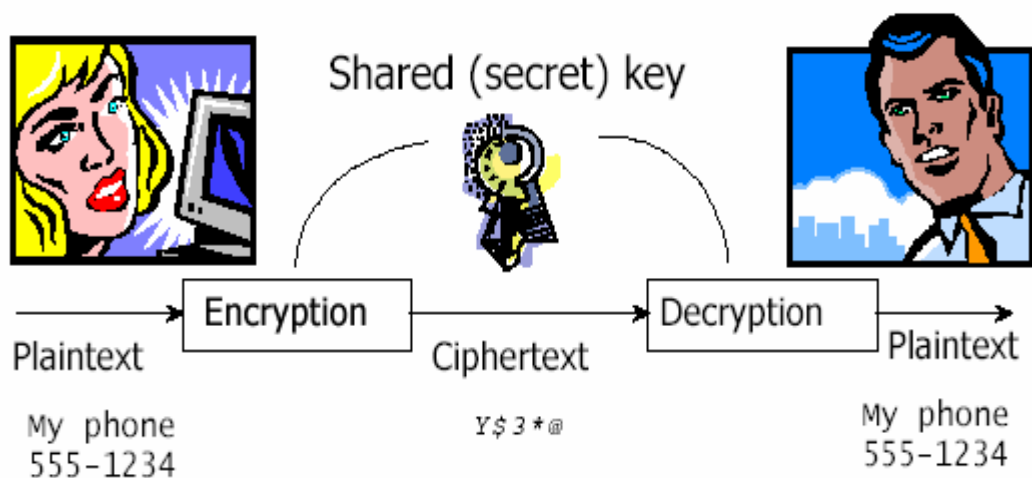 Shared (secret) key
Encryption
Decryption
Plaintext
Ciphertext
Plaintext
My phone
555-1234
Y$3*@
My phone
555-1234